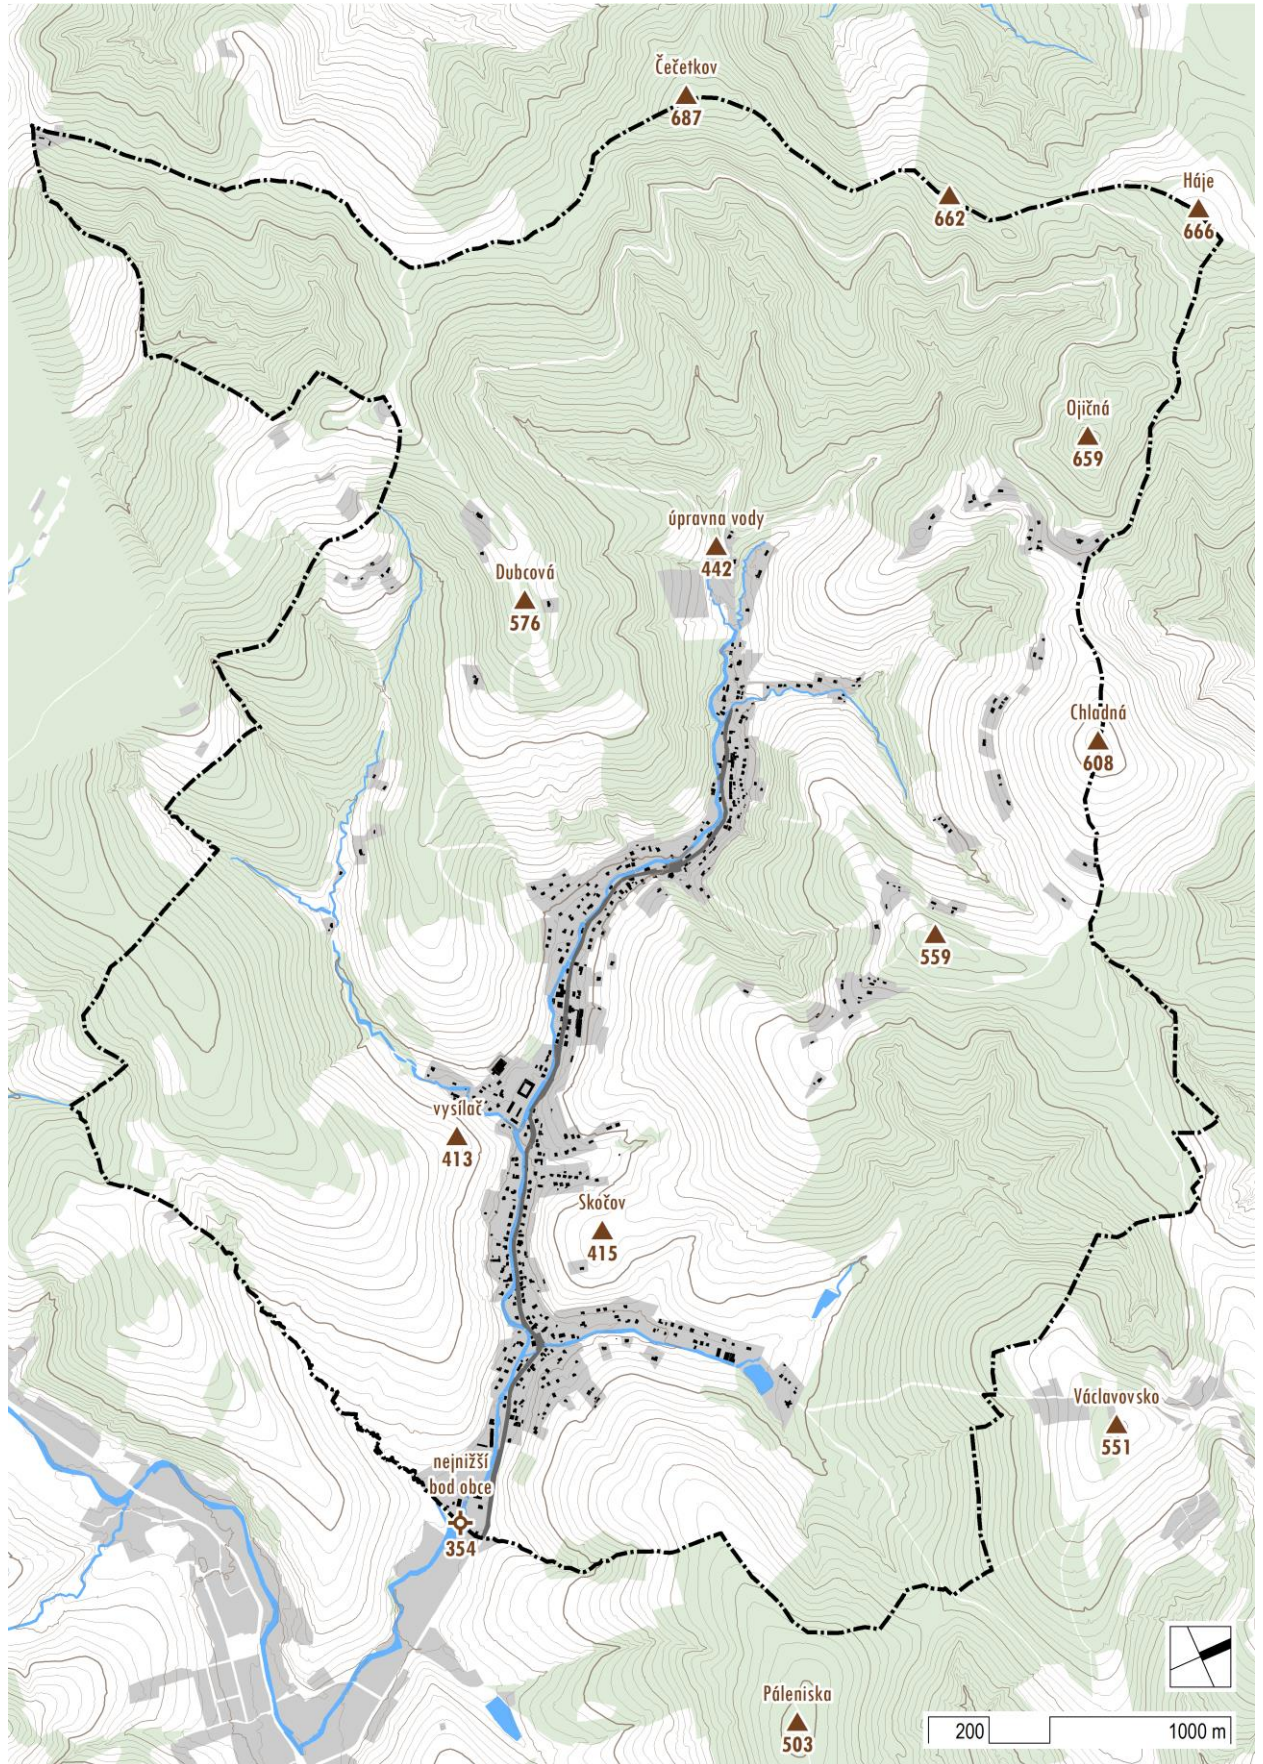 Čečetkov
687
662
Háje
666
Ojičná
659
úpravna vody
442
Dubcová
576
Chladná
608
559
vysílač
413
Skočov
415
Václavovsko
551
nejnižší
bod obce
354
Páleniska
503
200 1000 m